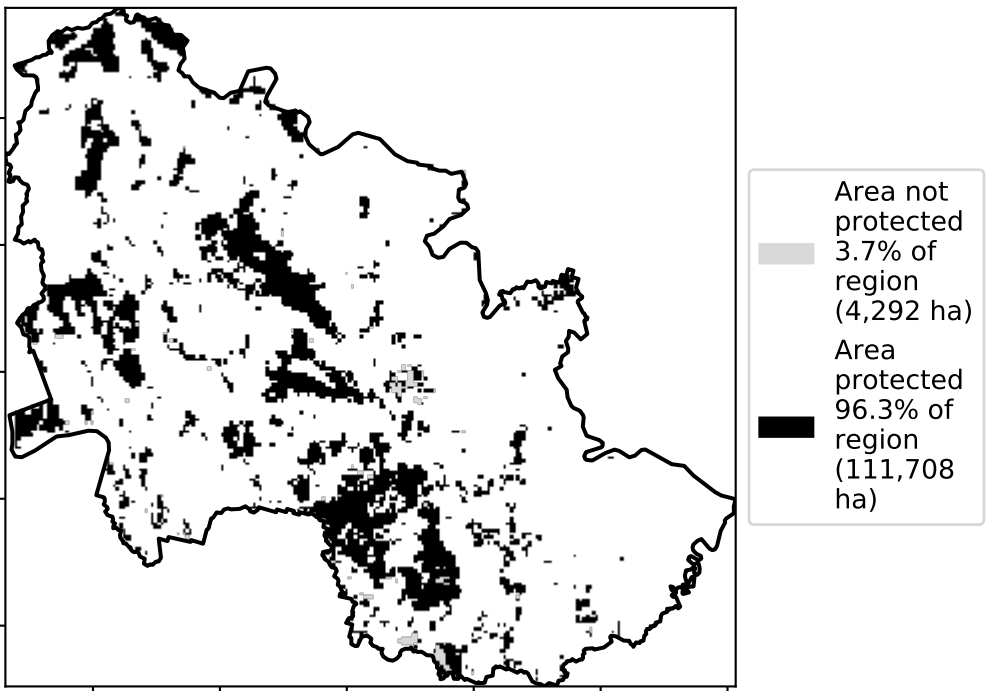 Area not
protected
3.7% of
region
(4,292 ha)
Area
protected
96.3% of
region
(111,708
ha)